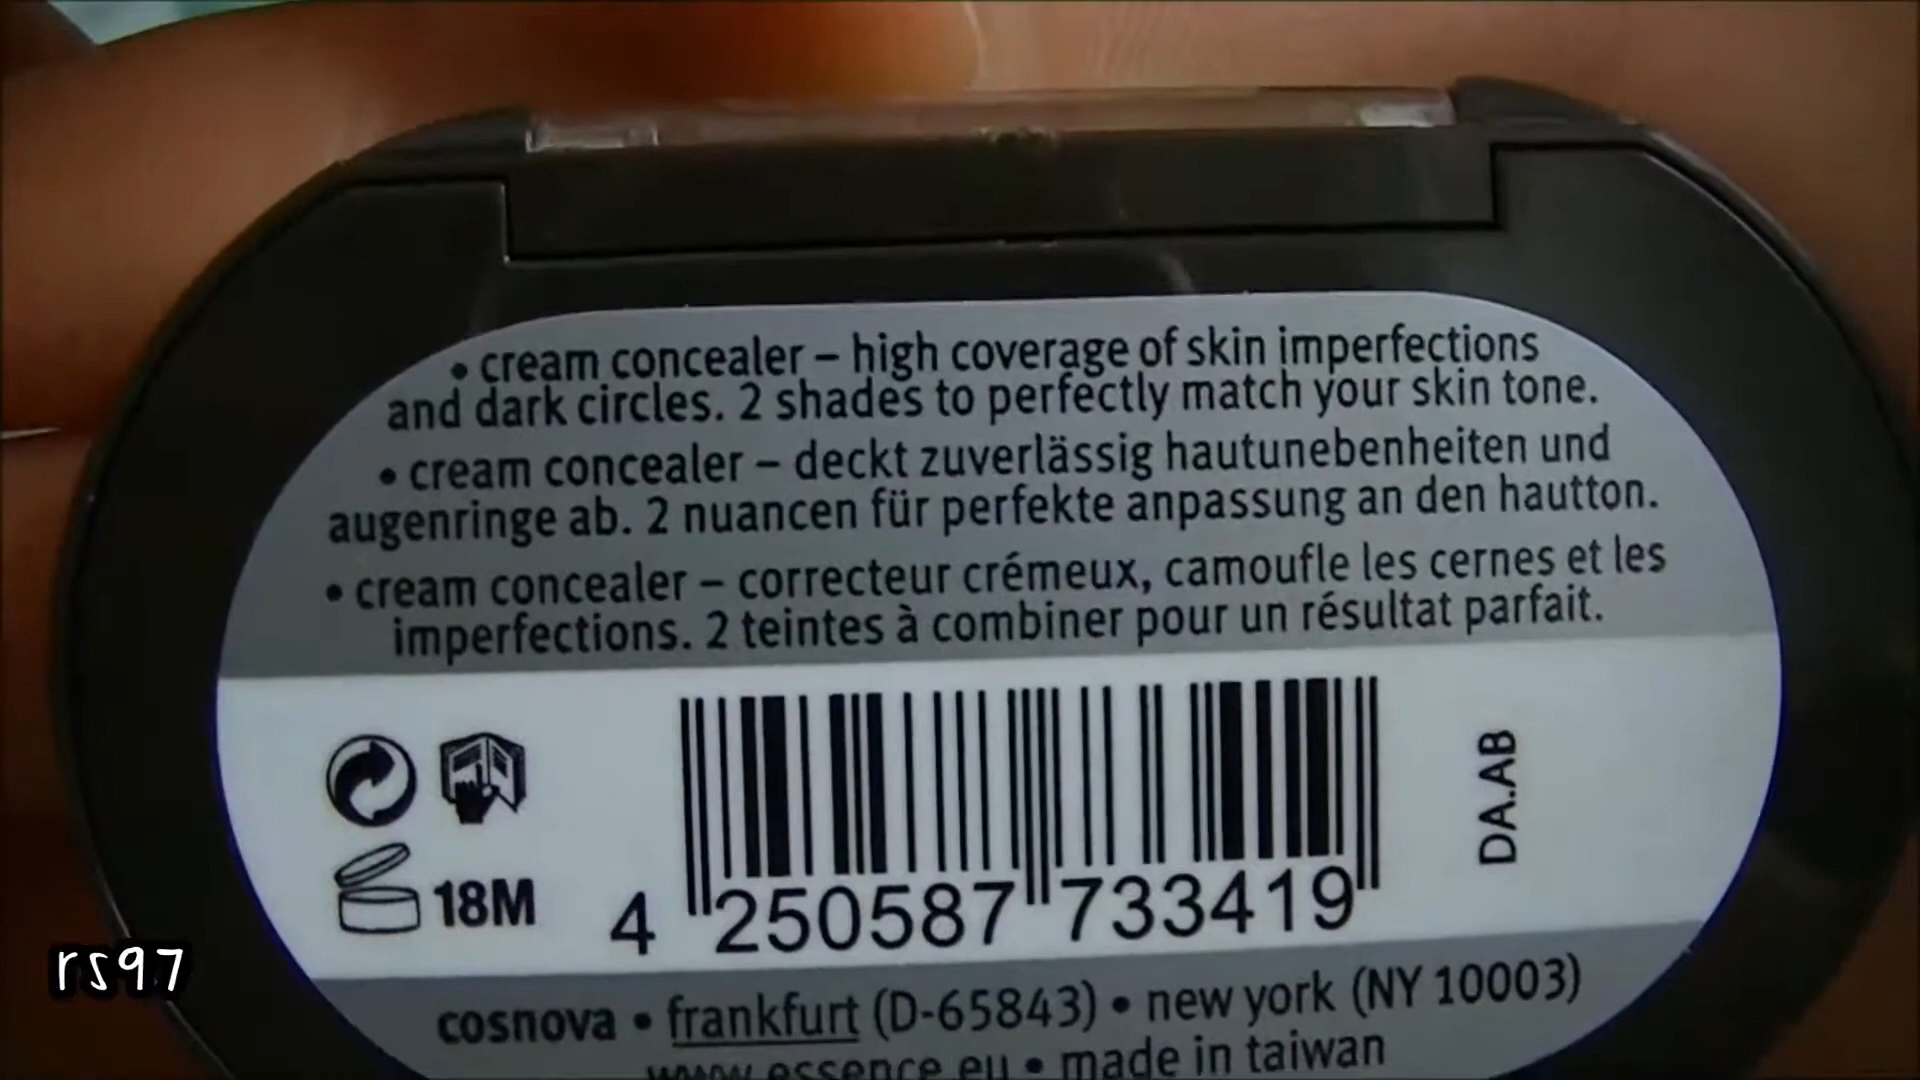 • cream concealer – high coverage of skin imperfections
and dark circles. 2 shades to perfectly match your skin tone.
• cream concealer – deckt zuverlässig hautunebenheiten und
augenringe ab. 2 nuancen für perfekte anpassung an den hautton.
• cream concealer – correcteur crémeux, camoufle les cernes et les
imperfections. 2 teintes à combiner pour un résultat parfait.
18M
4 250587 733419
DA.AB
rs97
cosnova • frankfurt (D-65843) • new york (NY 10003)
www.essence.eu • made in taiwan